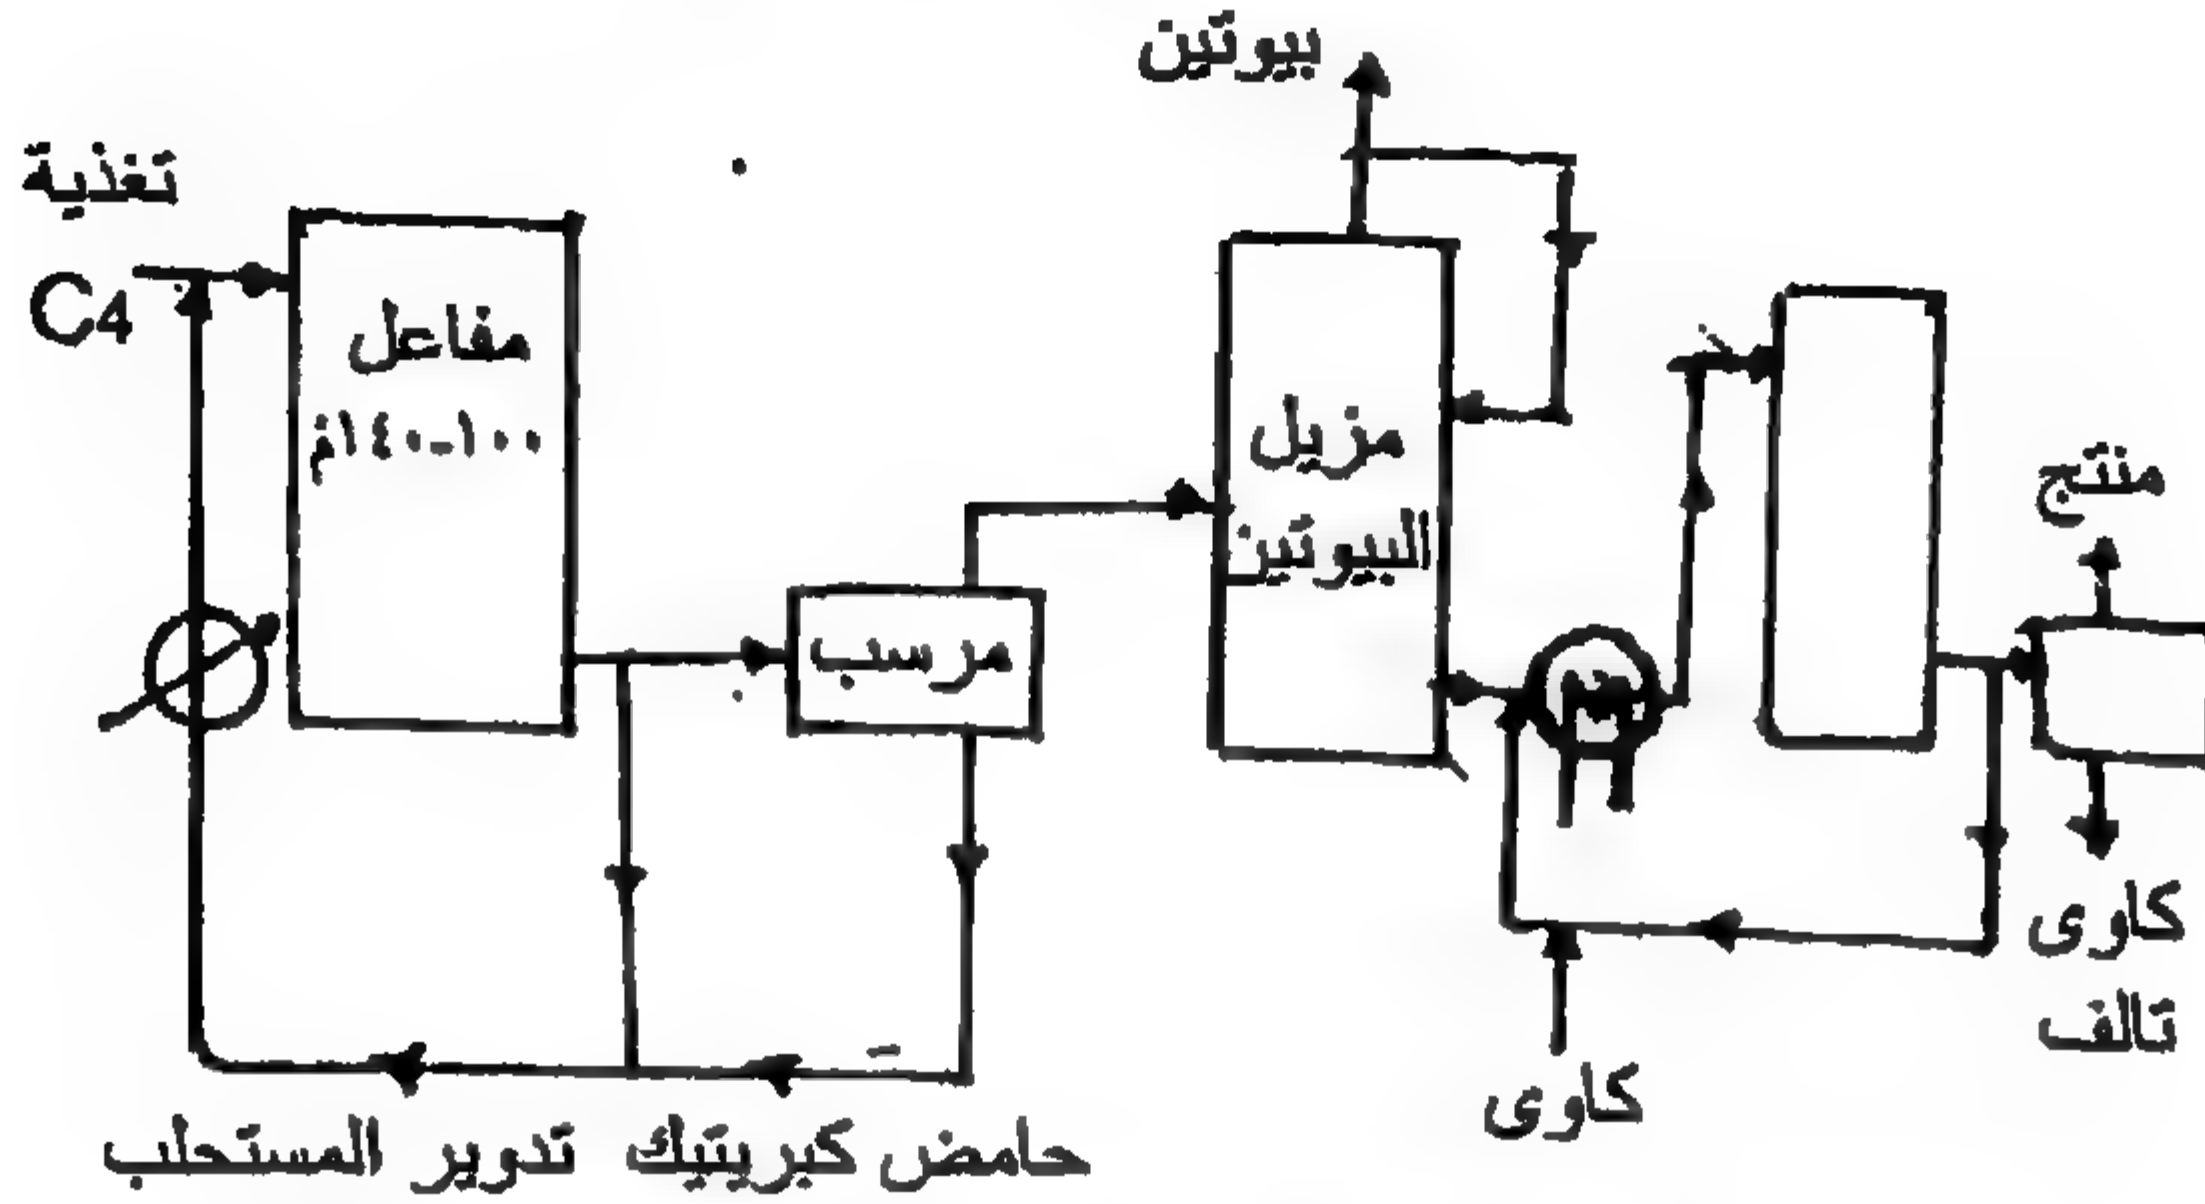 بيوتين
تغذية
C4
مفاعل
١٠٠-١٤٠م
مزيل
البيوتين
مرسب
منتج
كاوى
تالف
كاوى
حامض كبريتيك تدوير المستحلب